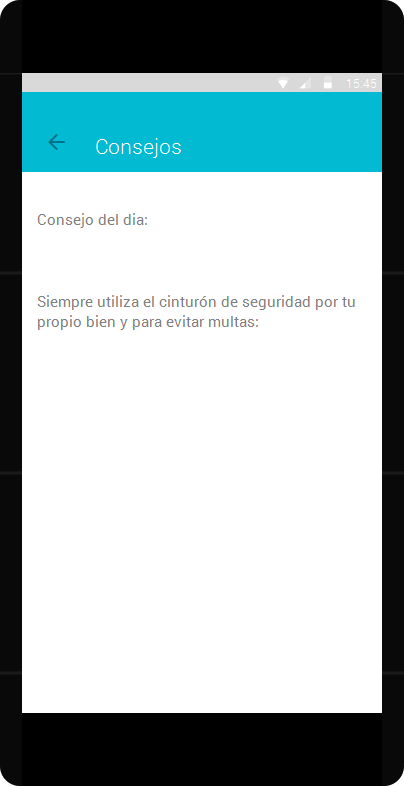 15:45
Consejos
Consejo del dia:
Siempre utiliza el cinturón de seguridad por tu
propio bien y para evitar multas: